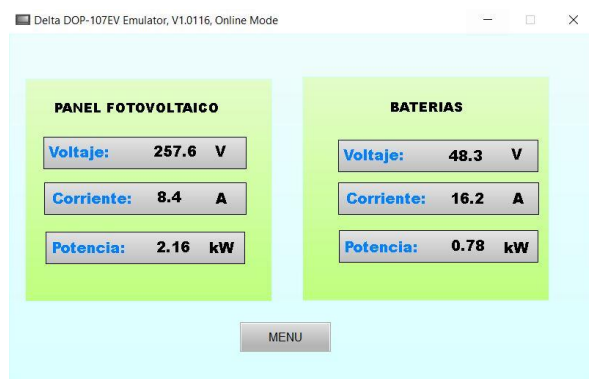 Delta DOP-107EV Emulator, V1.0116, Online Mode
PANEL FOTOVOLTAICO
Voltaje: 257.6 V
Corriente: 8.4 A
Potencia: 2.16 kW
BATERIAS
Voltaje: 48.3 V
Corriente: 16.2 A
Potencia: 0.78 kW
MENU